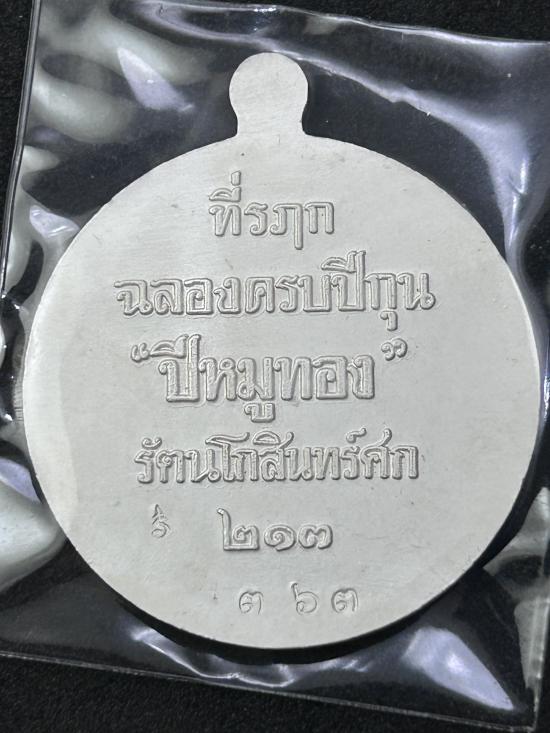 ที่รฦก
ฉลองครบปีกุน
“ปีหมูทอง”
รัตนโกสินทร์ศก
๒๑๓
๓ ๖ ๓